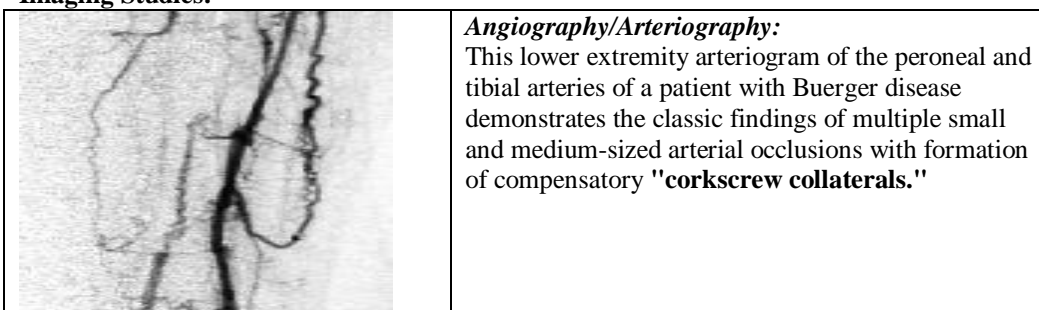 Imaging Studies:
Angiography/Arteriography:
This lower extremity arteriogram of the peroneal and
tibial arteries of a patient with Buerger disease
demonstrates the classic findings of multiple small
and medium-sized arterial occlusions with formation
of compensatory "corkscrew collaterals."